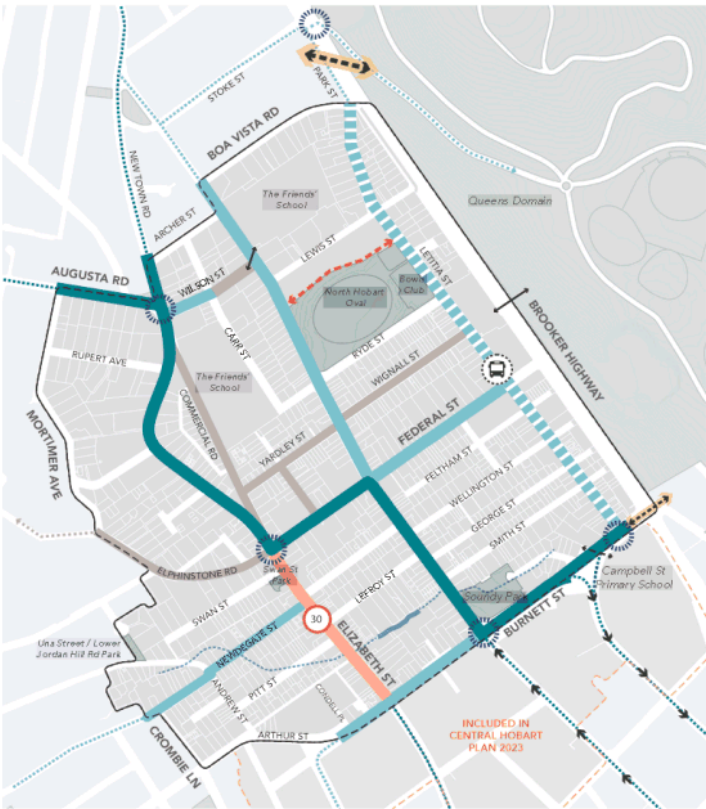 PARK ST
STOKE ST
BOA VISTA RD
NEW TOWN RD
The Friends'
School
Queens Domain
ARCHER ST
LEWIS ST
LETITIA ST
AUGUSTA RD
WILSON ST
North Hobart
Oval
Bowls
Club
BROOKER HIGHWAY
CARR ST
RYDE ST
RUPERT AVE
WIGNALL ST
The Friends'
School
COMMERCIAL RD
FEDERAL ST
MORTIMER AVE
YARDLEY ST
FELTHAM ST
WELLINGTON ST
GEORGE ST
SMITH ST
ELPHINSTONE RD
Swan St
Park
Campbell St
Primary School
LEFROY ST
Soundy Park
BURNETT ST
SWAN ST
30
NEWDEGATE ST
ELIZABETH ST
Una Street / Lower
Jordan Hill Rd Park
PITT ST
ANDREW ST
CONDELL PL
ARTHUR ST
CROMBIE LN
INCLUDED IN
CENTRAL HOBART
PLAN 2023